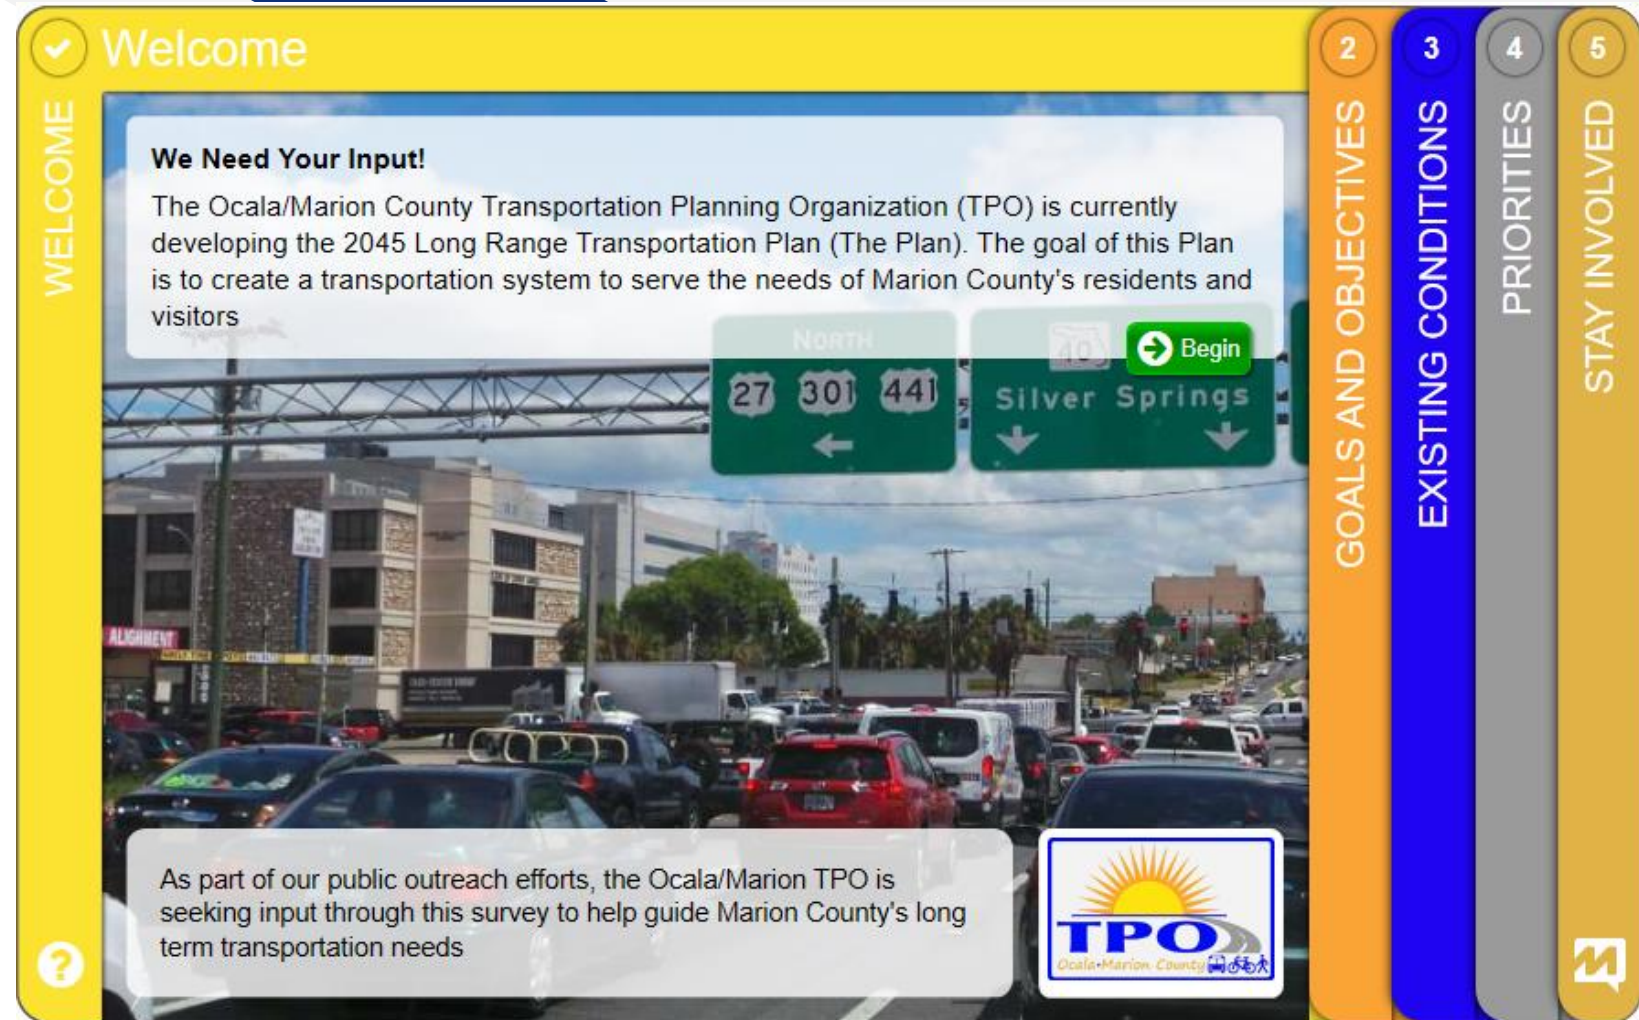 Welcome
WELCOME
We Need Your Input!
The Ocala/Marion County Transportation Planning Organization (TPO) is currently
developing the 2045 Long Range Transportation Plan (The Plan). The goal of this Plan
is to create a transportation system to serve the needs of Marion County's residents and
visitors
Begin
NORTH
27 301 441
40
Silver Springs
ALIGNMENT
As part of our public outreach efforts, the Ocala/Marion TPO is
seeking input through this survey to help guide Marion County's long
term transportation needs
TPO
Ocala•Marion County
?
2
GOALS AND OBJECTIVES
3
EXISTING CONDITIONS
4
PRIORITIES
5
STAY INVOLVED